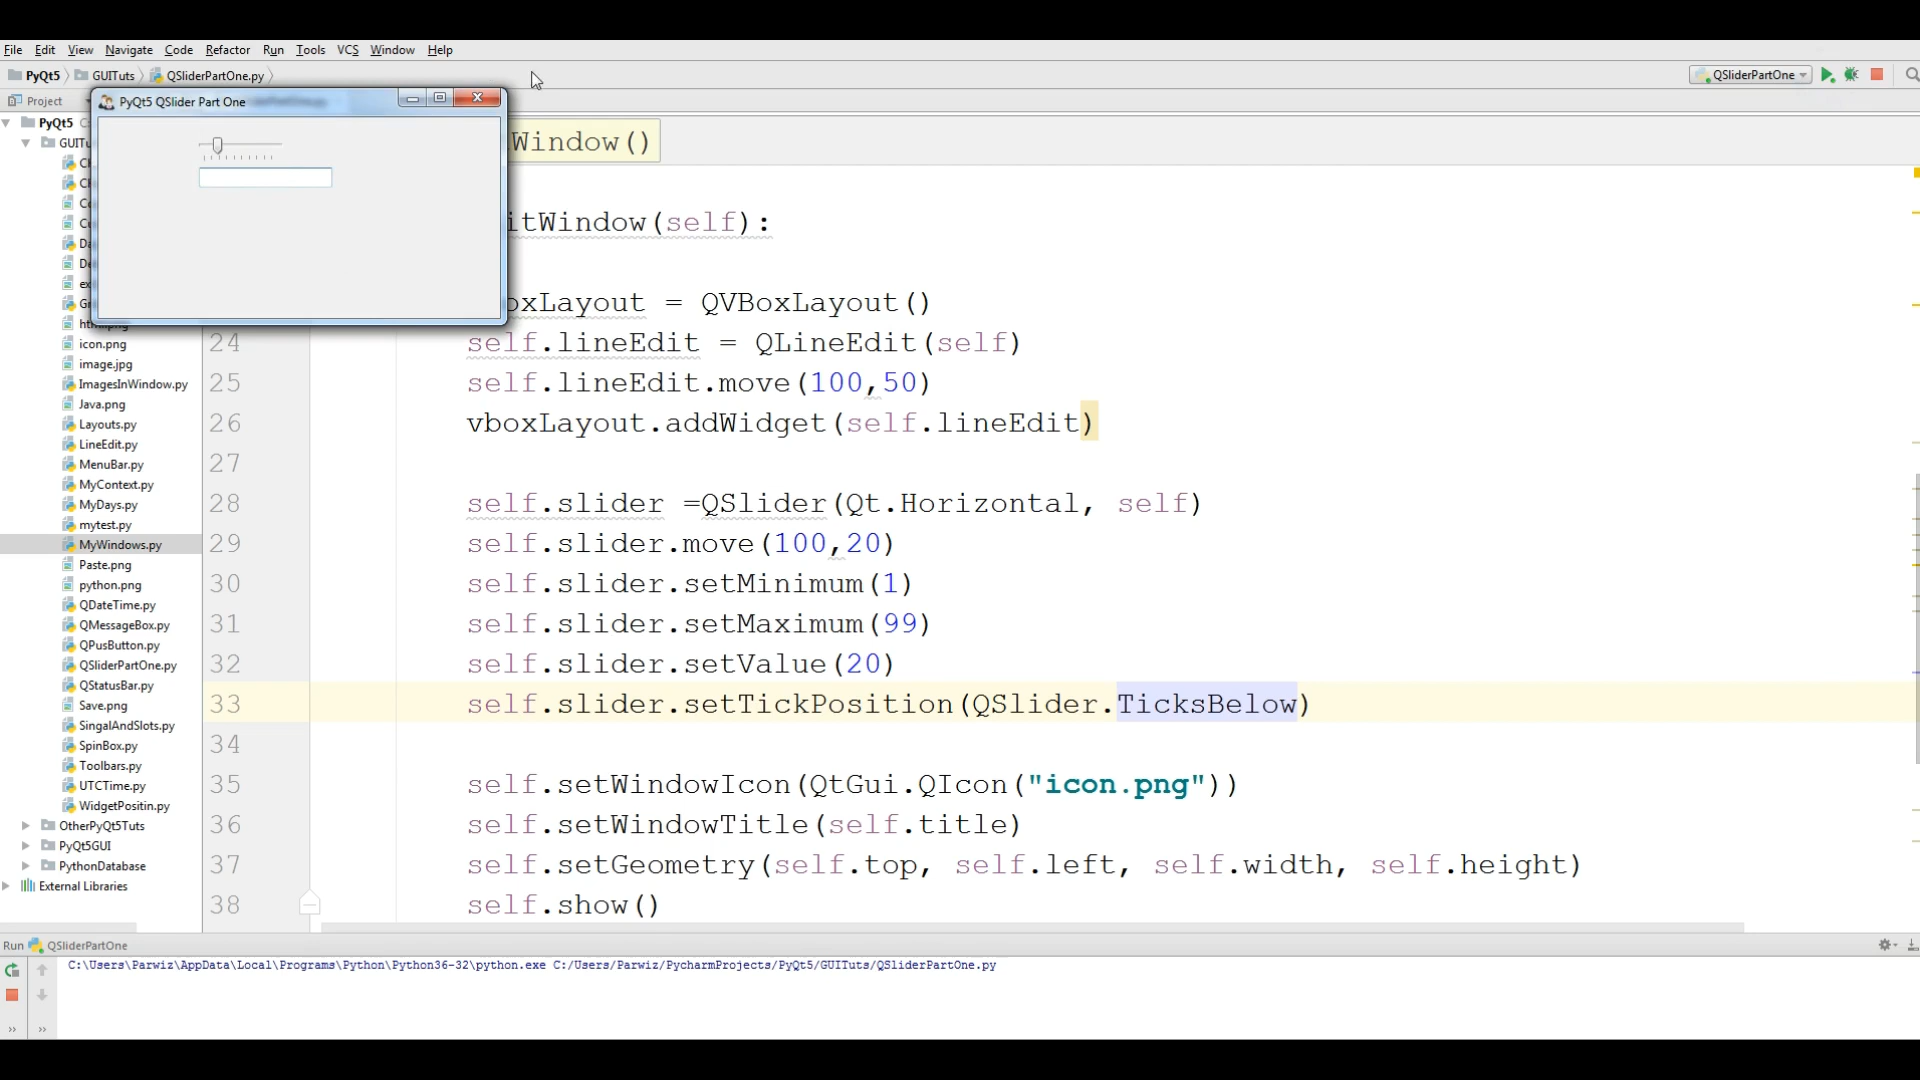 File Edit View Navigate Code Refactor Run Tools VCS Window Help
PyQt5 GUITuts QSliderPartOne.py
QSliderPartOne
Project
PyQt5 QSlider Part One
PyQt5
Window()
itWindow(self):
oxLayout = QVBoxLayout()
icon.png
image.jpg
ImagesInWindow.py
Java.png
Layouts.py
LineEdit.py
MenuBar.py
MyContext.py
MyDays.py
mytest.py
MyWindows.py
Paste.png
python.png
QDateTime.py
QMessageBox.py
QPusButton.py
QSliderPartOne.py
QStatusBar.py
Save.png
SingalAndSlots.py
SpinBox.py
Toolbars.py
UTCTime.py
WidgetPositin.py
OtherPyQt5Tuts
PyQt5GUI
PythonDatabase
External Libraries
24 self.lineEdit = QLineEdit(self)
25 self.lineEdit.move(100,50)
26 vboxLayout.addWidget(self.lineEdit)
27
28 self.slider =QSlider(Qt.Horizontal, self)
29 self.slider.move(100,20)
30 self.slider.setMinimum(1)
31 self.slider.setMaximum(99)
32 self.slider.setValue(20)
33 self.slider.setTickPosition(QSlider.TicksBelow)
34
35 self.setWindowIcon(QtGui.QIcon("icon.png"))
36 self.setWindowTitle(self.title)
37 self.setGeometry(self.top, self.left, self.width, self.height)
38 self.show()
Run QSliderPartOne
C:\Users\Parwiz\AppData\Local\Programs\Python\Python36-32\python.exe C:/Users/Parwiz/PycharmProjects/PyQt5/GUITuts/QSliderPartOne.py